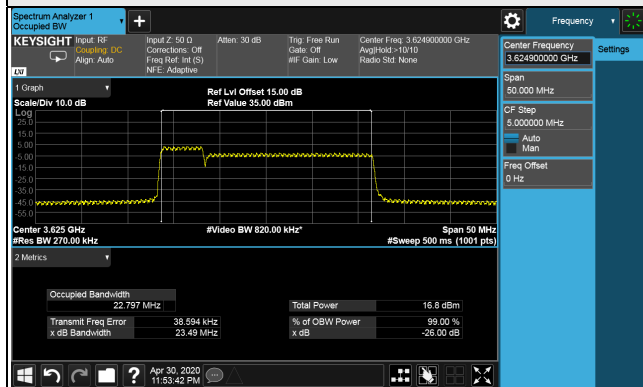 Spectrum Analyzer 1
Occupied BW
Frequency
KEYSIGHT
Input: RF
Coupling: DC
Align: Auto
Input Z: 50 Ω
Corrections: Off
Freq Ref: Int (S)
NFE: Adaptive
Atten: 30 dB
Trig: Free Run
Gate: Off
#IF Gain: Low
Center Freq: 3.624900000 GHz
Avg|Hold:>10/10
Radio Std: None
LXI
Center Frequency
3.624900000 GHz
Settings
Span
50.000 MHz
CF Step
5.000000 MHz
Auto
Man
Freq Offset
0 Hz
1 Graph
Scale/Div 10.0 dB
Ref Lvl Offset 15.00 dB
Ref Value 35.00 dBm
Log
25.0
15.0
5.00
-5.00
-15.0
-25.0
-35.0
-45.0
-55.0
Center 3.625 GHz
#Res BW 270.00 kHz
#Video BW 820.00 kHz*
Span 50 MHz
#Sweep 500 ms (1001 pts)
2 Metrics
Occupied Bandwidth
22.797 MHz
Total Power 16.8 dBm
Transmit Freq Error 38.594 kHz
% of OBW Power 99.00 %
x dB Bandwidth 23.49 MHz
x dB -26.00 dB
?
Apr 30, 2020
11:53:42 PM